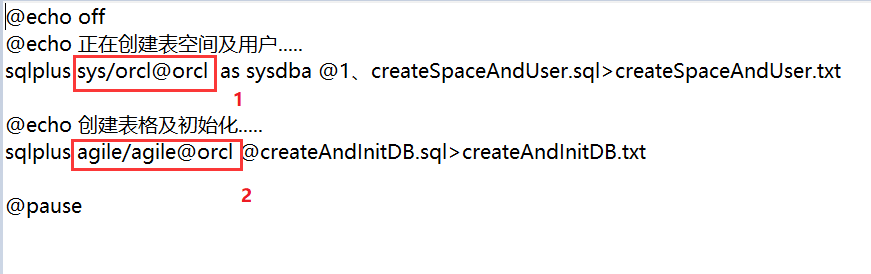 @echo off
@echo 正在创建表空间及用户.....
sqlplus sys/orcl@orcl as sysdba @1、createSpaceAndUser.sql>createSpaceAndUser.txt
1
@echo 创建表格及初始化.....
sqlplus agile/agile@orcl @createAndInitDB.sql>createAndInitDB.txt
2
@pause